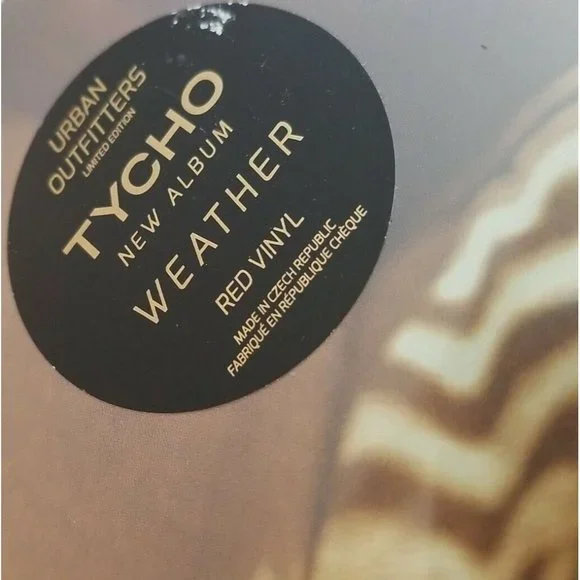 URBAN
OUTFITTERS
LIMITED EDITION
TYCHO
NEW ALBUM
WEATHER
RED VINYL
MADE IN CZECH REPUBLIC
FABRIQUÉ EN RÉPUBLIQUE CHÈQUE